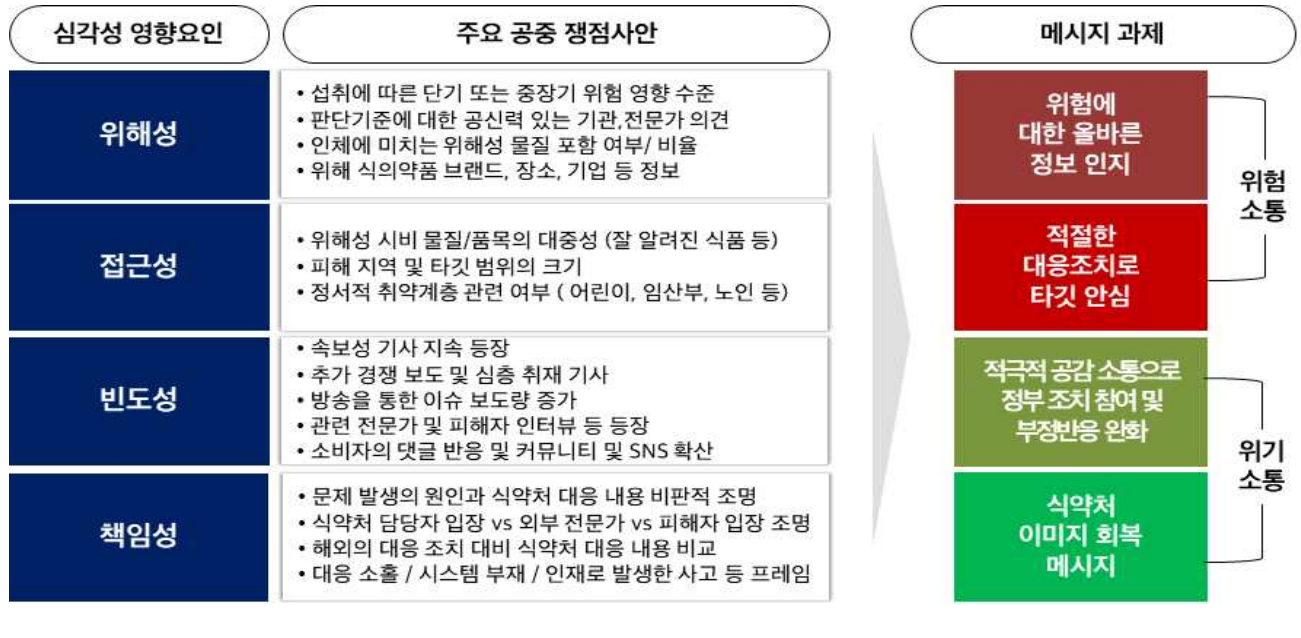 심각성 영향요인
주요 공중 쟁점사안
메시지 과제
위해성
• 섭취에 따른 단기 또는 중장기 위험 영향 수준
• 판단기준에 대한 공신력 있는 기관,전문가 의견
• 인체에 미치는 위해성 물질 포함 여부/ 비율
• 위해 식의약품 브랜드, 장소, 기업 등 정보
위험에
대한 올바른
정보 인지
접근성
• 위해성 시비 물질/품목의 대중성 (잘 알려진 식품 등)
• 피해 지역 및 타깃 범위의 크기
• 정서적 취약계층 관련 여부 ( 어린이, 임산부, 노인 등)
적절한
대응조치로
타깃 안심
위험
소통
빈도성
• 속보성 기사 지속 등장
• 추가 경쟁 보도 및 심층 취재 기사
• 방송을 통한 이슈 보도량 증가
• 관련 전문가 및 피해자 인터뷰 등 등장
• 소비자의 댓글 반응 및 커뮤니티 및 SNS 확산
적극적 공감 소통으로
정부 조치 참여 및
부정반응 완화
책임성
• 문제 발생의 원인과 식약처 대응 내용 비판적 조명
• 식약처 담당자 입장 vs 외부 전문가 vs 피해자 입장 조명
• 해외의 대응 조치 대비 식약처 대응 내용 비교
• 대응 소홀 / 시스템 부재 / 인재로 발생한 사고 등 프레임
식약처
이미지 회복
메시지
위기
소통